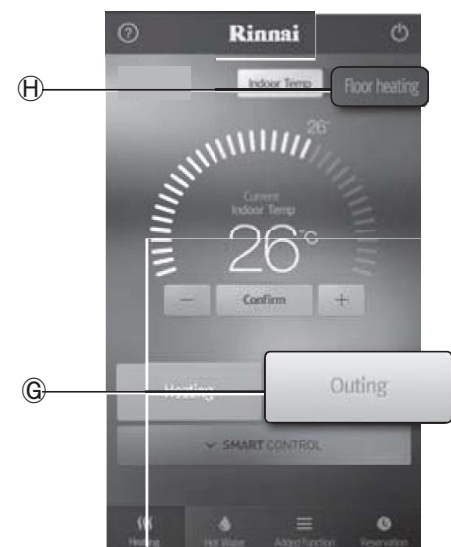 ?
Rinnai
Ⓗ
Indoor Temp
Floor heating
26°
Current
Indoor Temp
26°C
−
Confirm
+
Ⓖ
Heating
Outing
SMART CONTROL
Heating
Hot Water
Added Function
Reservation